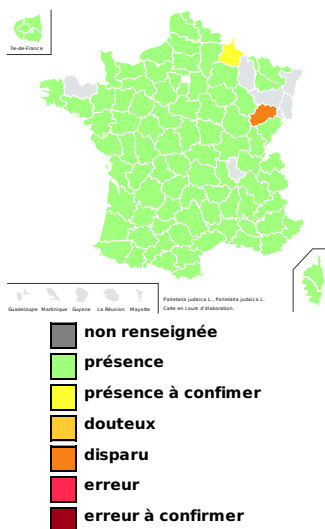 Île-de-France
Guadeloupe Martinique Guyane La Réunion Mayotte
Parietaria judaica L., Parietaria judaica L.
Carte en cours d'élaboration.
non renseignée
présence
présence à confimer
douteux
disparu
erreur
erreur à confirmer